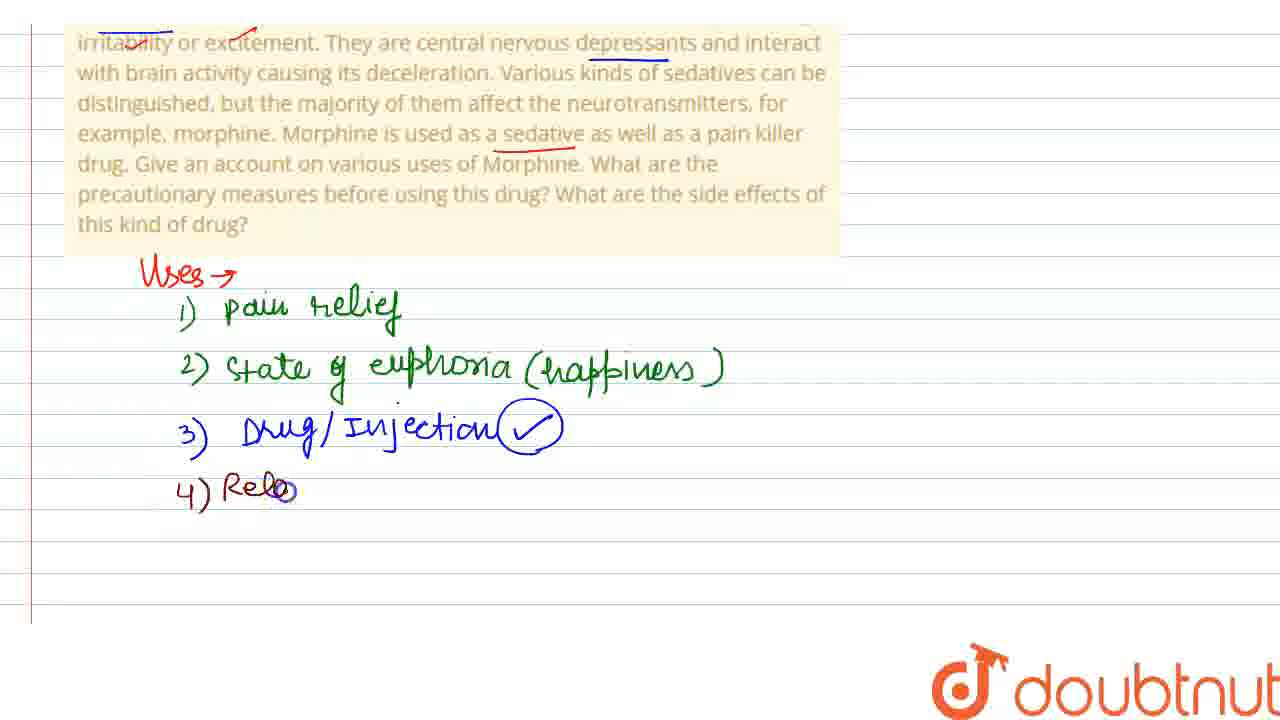 irritability or excitement. They are central nervous depressants and interact
with brain activity causing its deceleration. Various kinds of sedatives can be
distinguished, but the majority of them affect the neurotransmitters, for
example, morphine. Morphine is used as a sedative as well as a pain killer
drug. Give an account on various uses of Morphine. What are the
precautionary measures before using this drug? What are the side effects of
this kind of drug?
Uses →
1) Pain relief
2) State of euphoria (happiness)
3) Drug/Injection ✓
4) Rela
doubtnut